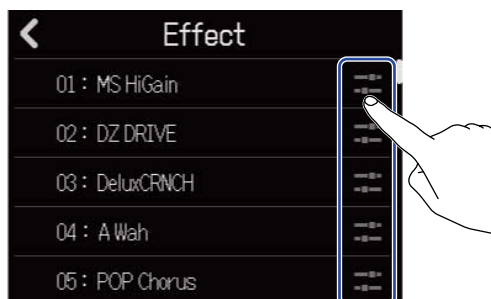 Effect
01 : MS HiGain
02 : DZ DRIVE
03 : DeluxCRNCH
04 : A Wah
05 : POP Chorus